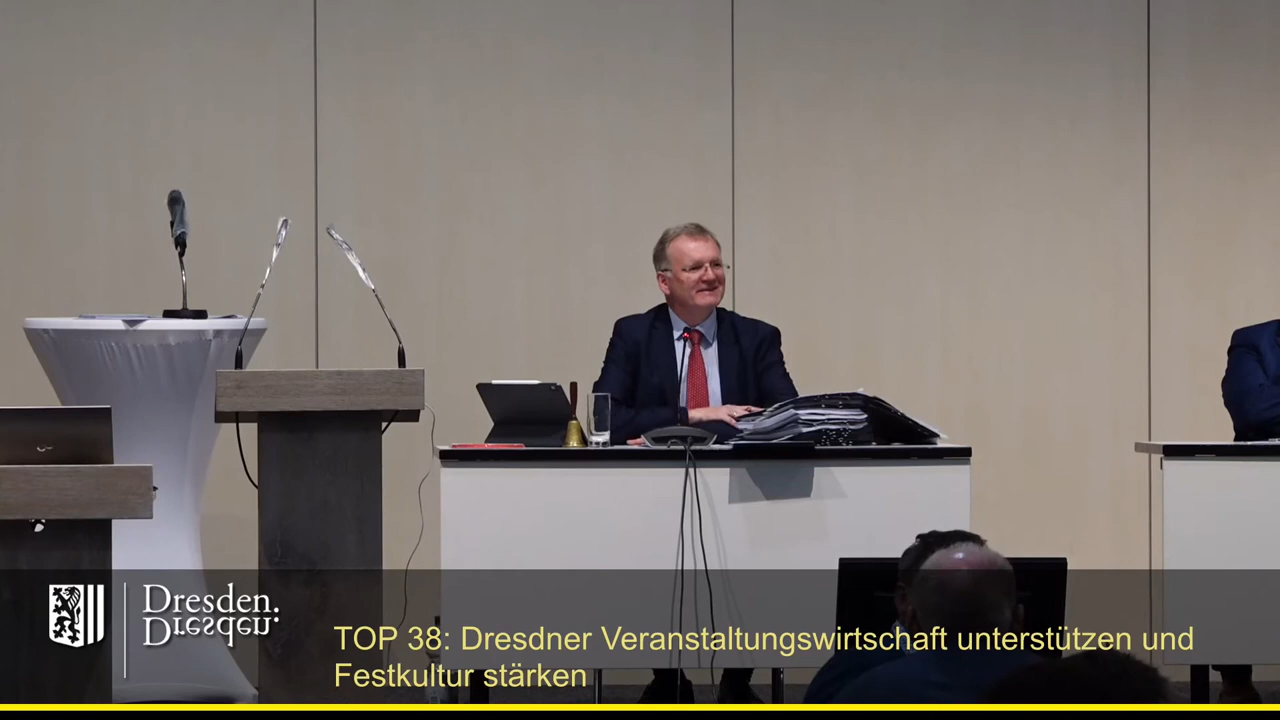 Dresden.
Dresden.
TOP 38: Dresdner Veranstaltungswirtschaft unterstützen und
Festkultur stärken